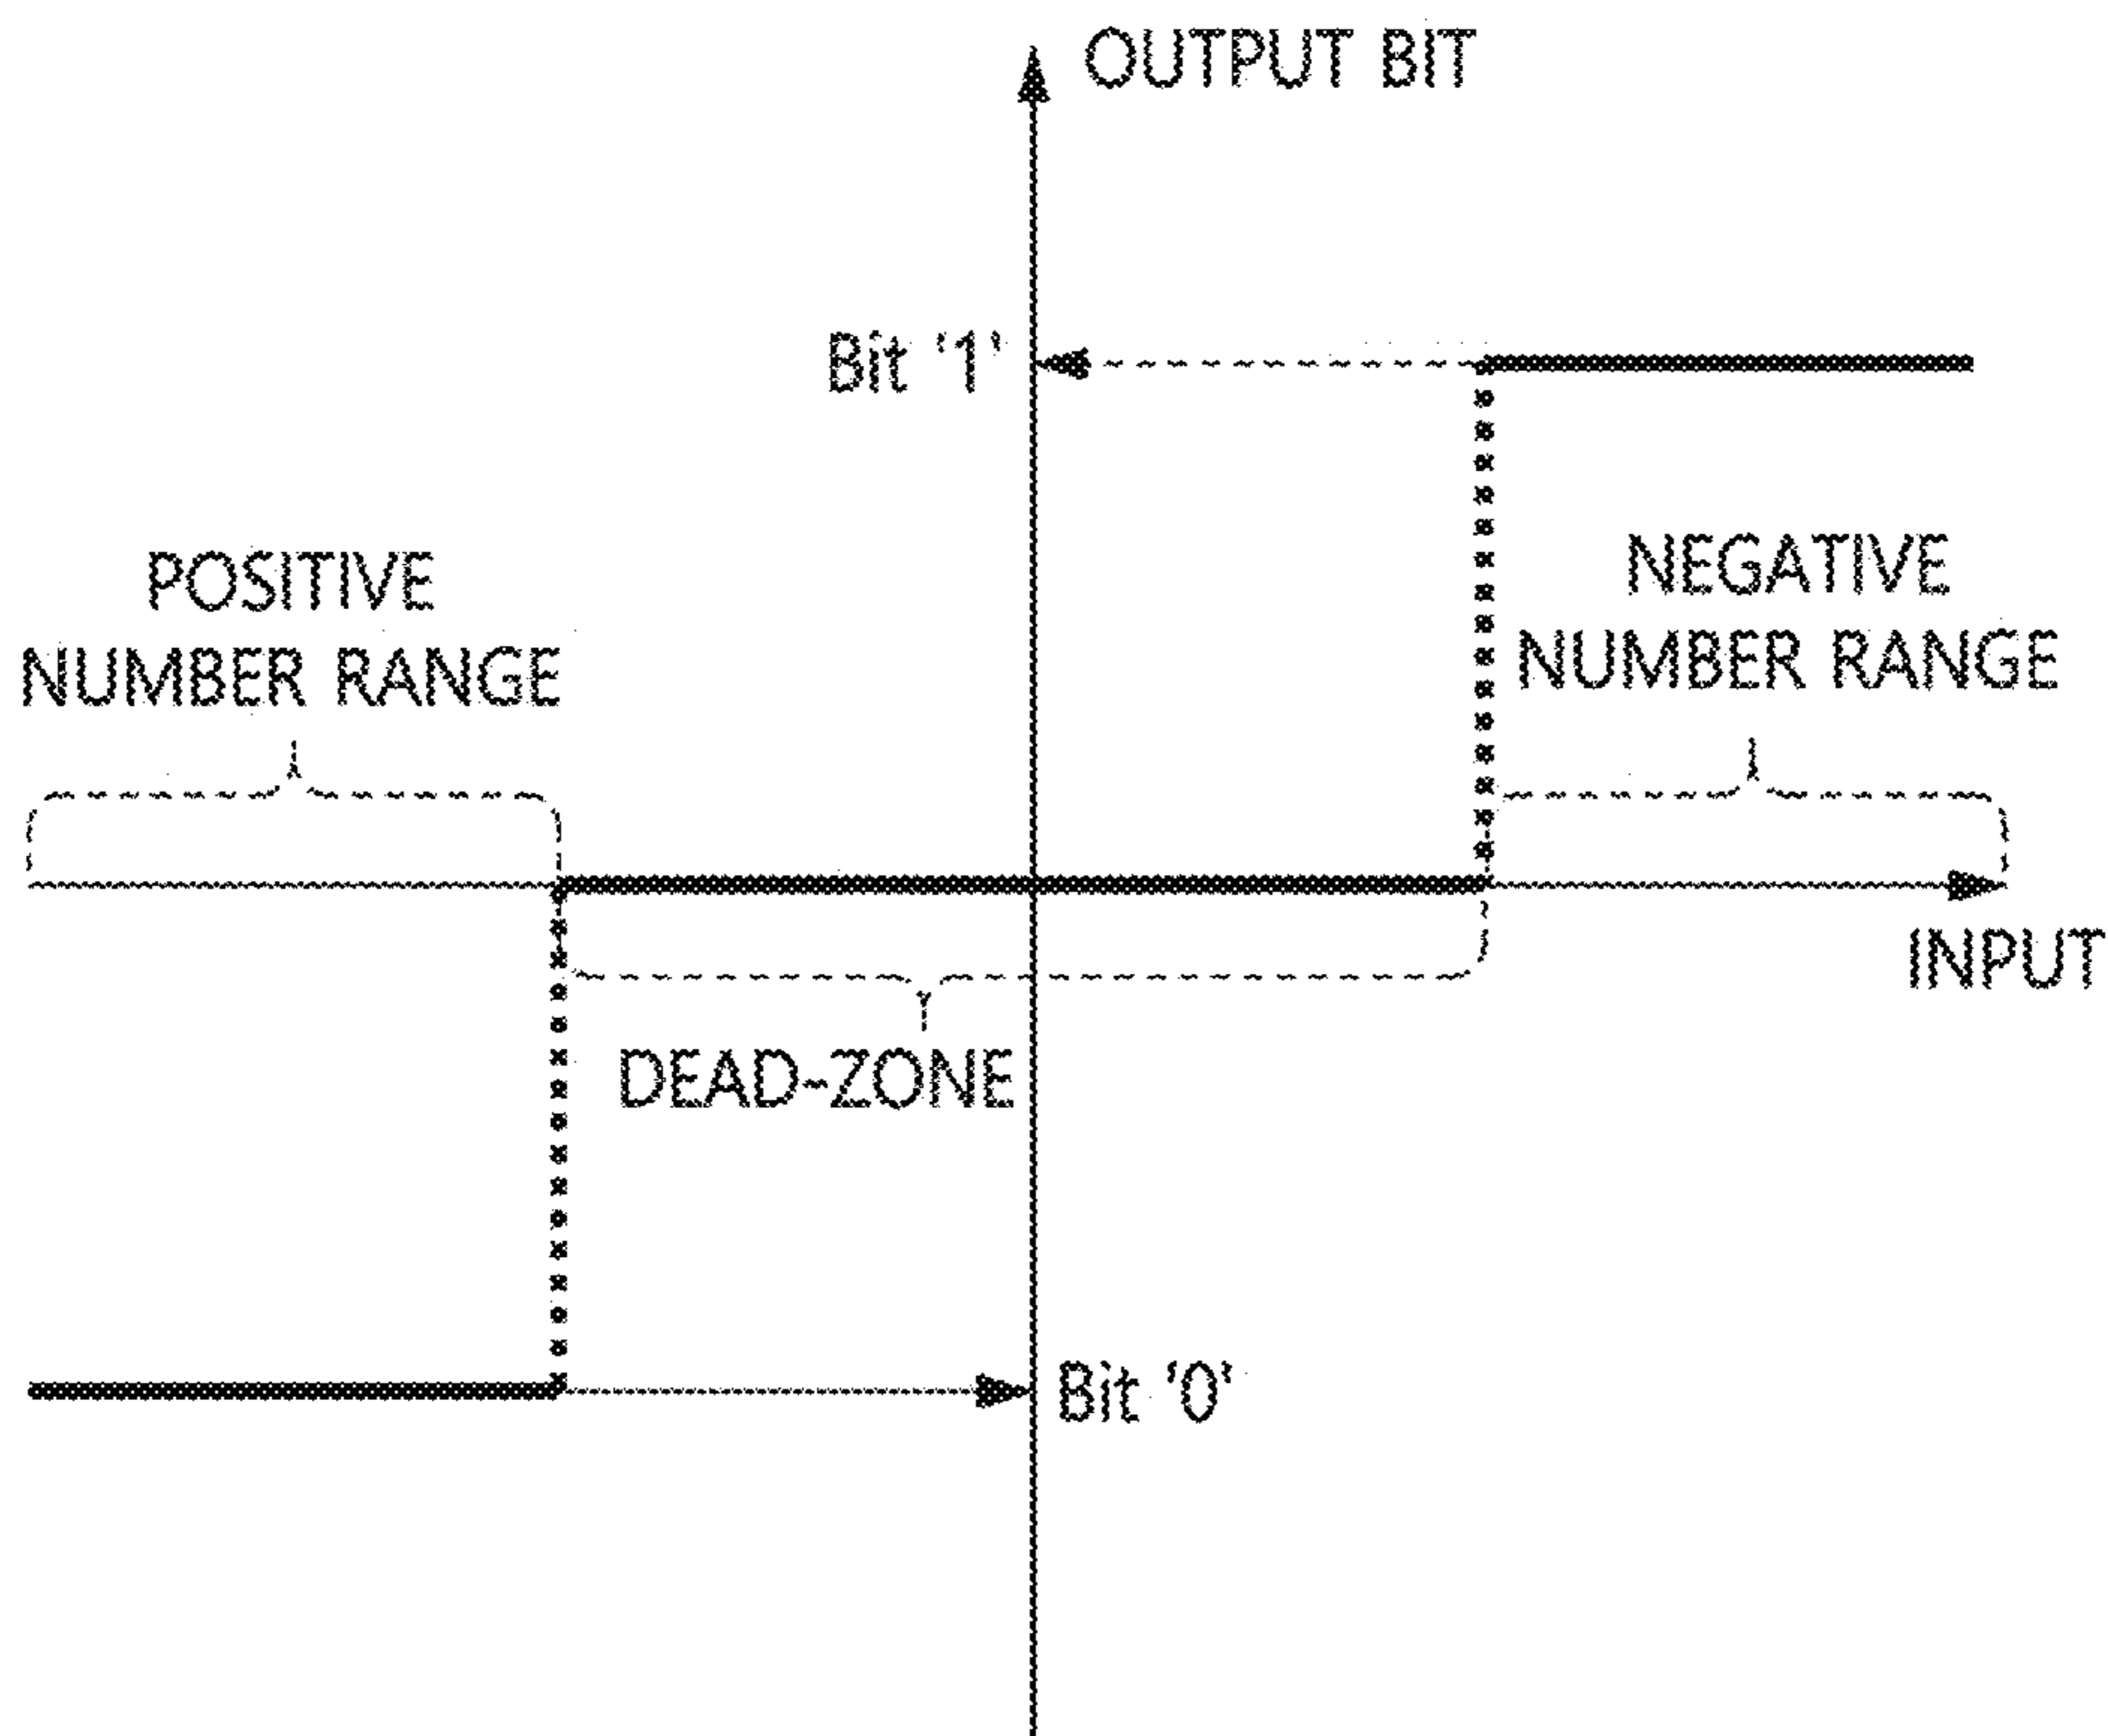 OUTPUT BIT
Bit '1'
POSITIVE
NUMBER RANGE
NEGATIVE
NUMBER RANGE
INPUT
DEAD-ZONE
Bit '0'